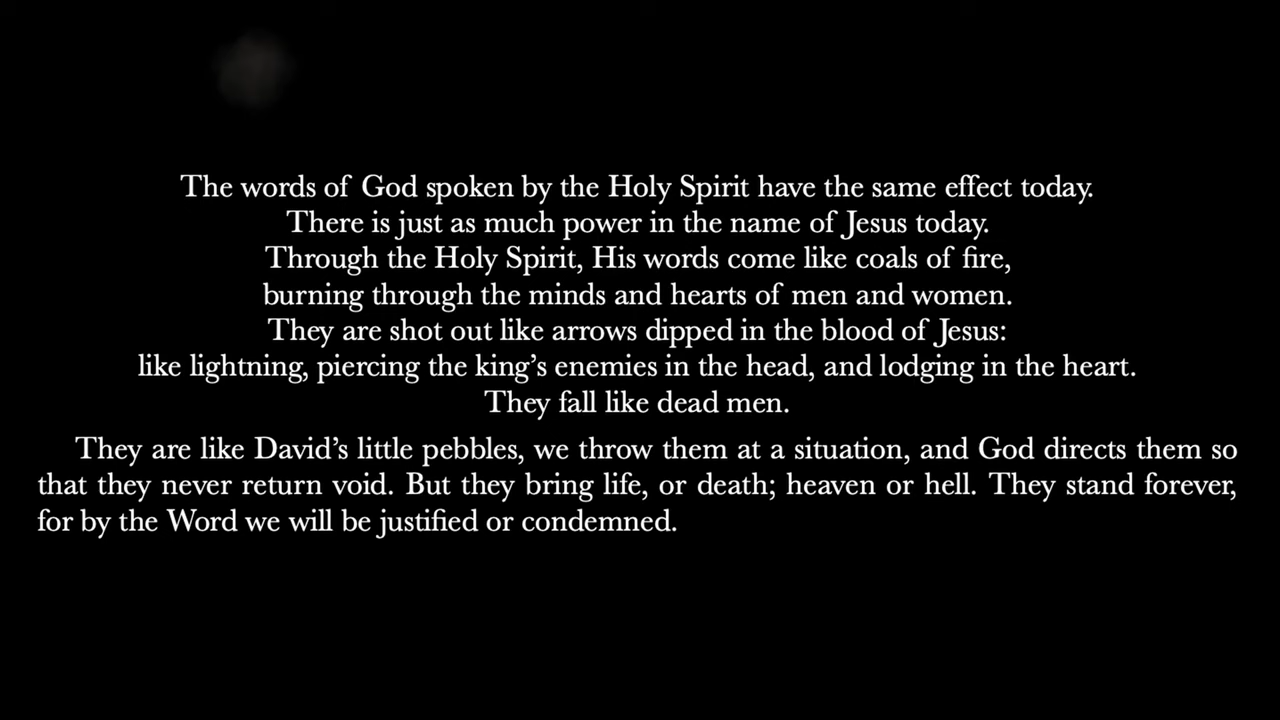 The words of God spoken by the Holy Spirit have the same effect today.
There is just as much power in the name of Jesus today.
Through the Holy Spirit, His words come like coals of fire,
burning through the minds and hearts of men and women.
They are shot out like arrows dipped in the blood of Jesus:
like lightning, piercing the king’s enemies in the head, and lodging in the heart.
They fall like dead men.
They are like David’s little pebbles, we throw them at a situation, and God directs them so
that they never return void. But they bring life, or death; heaven or hell. They stand forever,
for by the Word we will be justified or condemned.